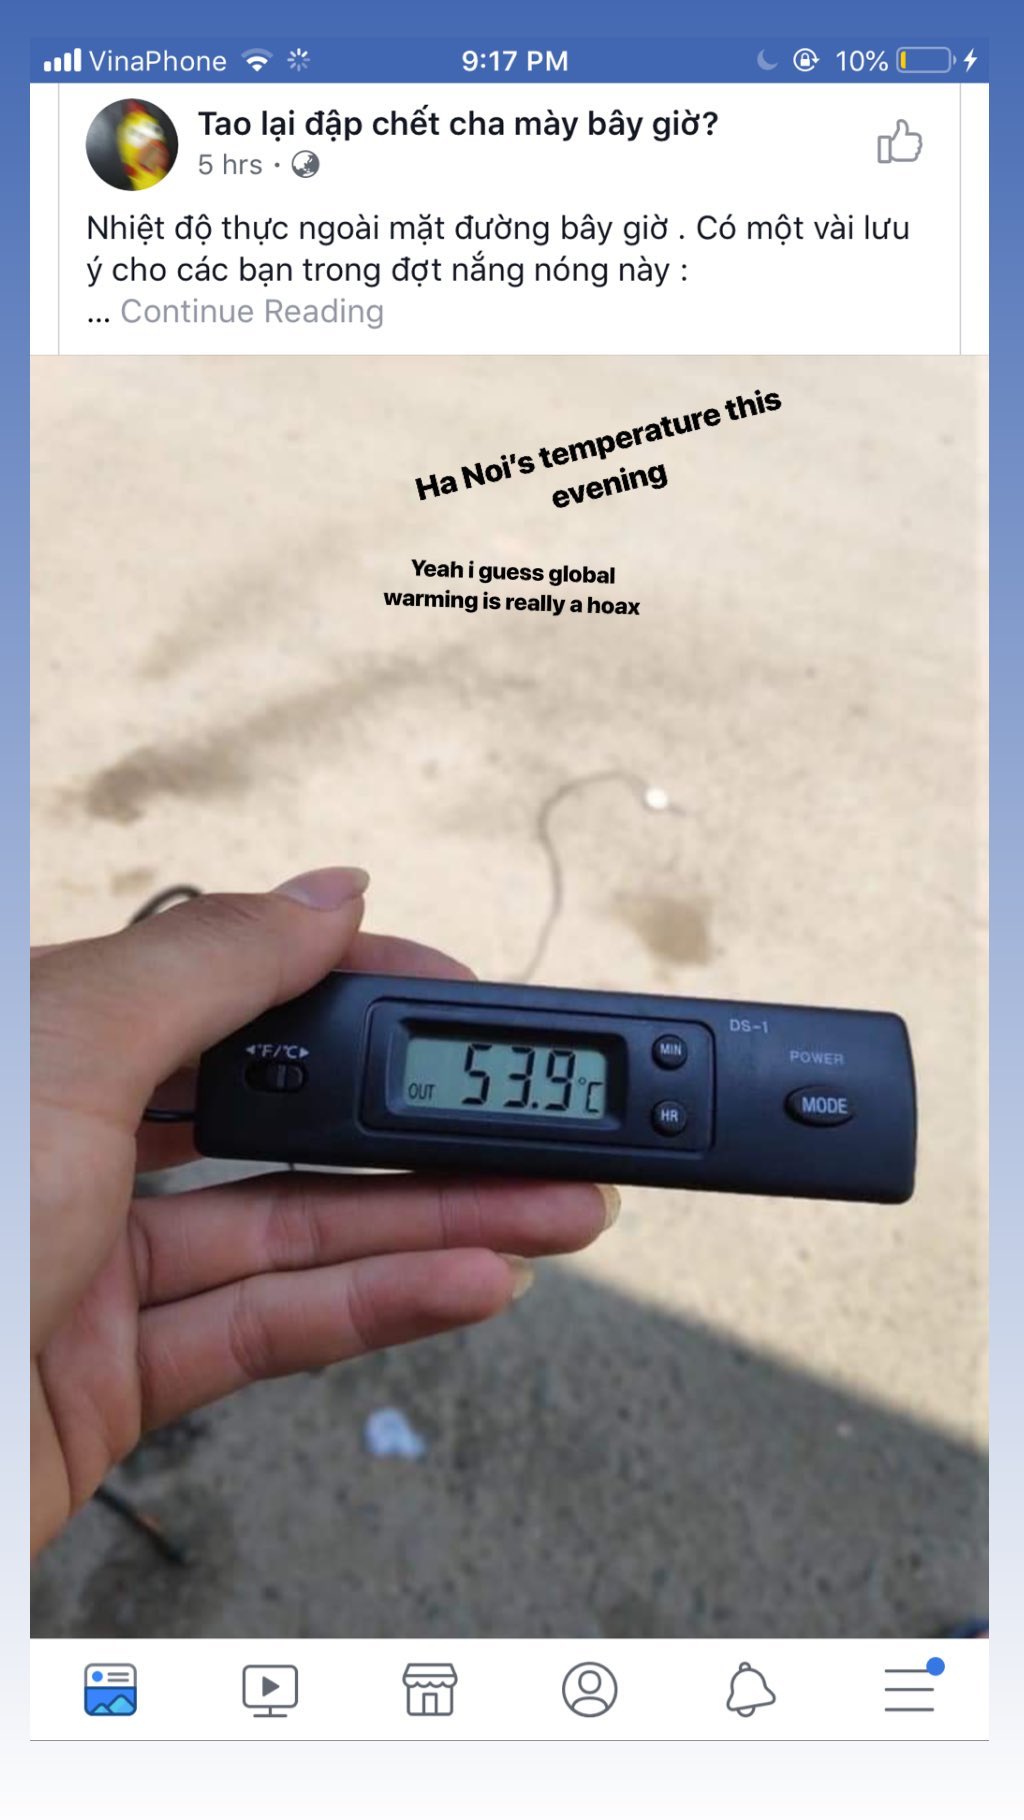 VinaPhone 9:17 PM 10%
Tao lại đập chết cha mày bây giờ?
5 hrs ·
Nhiệt độ thực ngoài mặt đường bây giờ . Có một vài lưu
ý cho các bạn trong đợt nắng nóng này :
... Continue Reading
Ha Noi's temperature this
evening
Yeah i guess global
warming is really a hoax
DS-1
◄°F/°C►
MIN
POWER
OUT 53.9°C
HR
MODE